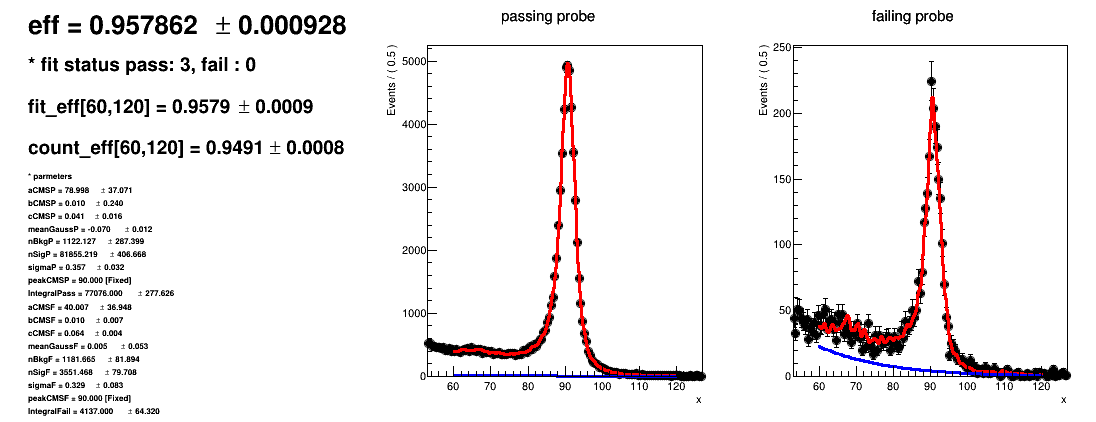 eff = 0.957862 ± 0.000928
* fit status pass: 3, fail : 0
fit_eff[60,120] = 0.9579 ± 0.0009
count_eff[60,120] = 0.9491 ± 0.0008
* parmeters
aCMSP = 78.998 ± 37.071
bCMSP = 0.010 ± 0.240
cCMSP = 0.041 ± 0.016
meanGaussP = -0.070 ± 0.012
nBkgP = 1122.127 ± 287.399
nSigP = 81855.219 ± 406.668
sigmaP = 0.357 ± 0.032
peakCMSP = 90.000 [Fixed]
IntegralPass = 77076.000 ± 277.626
aCMSF = 40.007 ± 36.948
bCMSF = 0.010 ± 0.007
cCMSF = 0.064 ± 0.004
meanGaussF = 0.005 ± 0.053
nBkgF = 1181.665 ± 81.894
nSigF = 3551.468 ± 79.708
sigmaF = 0.329 ± 0.083
peakCMSF = 90.000 [Fixed]
IntegralFail = 4137.000 ± 64.320
passing probe
Events / ( 0.5 )
5000
4000
3000
2000
1000
0
60 70 80 90 100 110 120
x
failing probe
Events / ( 0.5 )
250
200
150
100
50
0
60 70 80 90 100 110 120
x